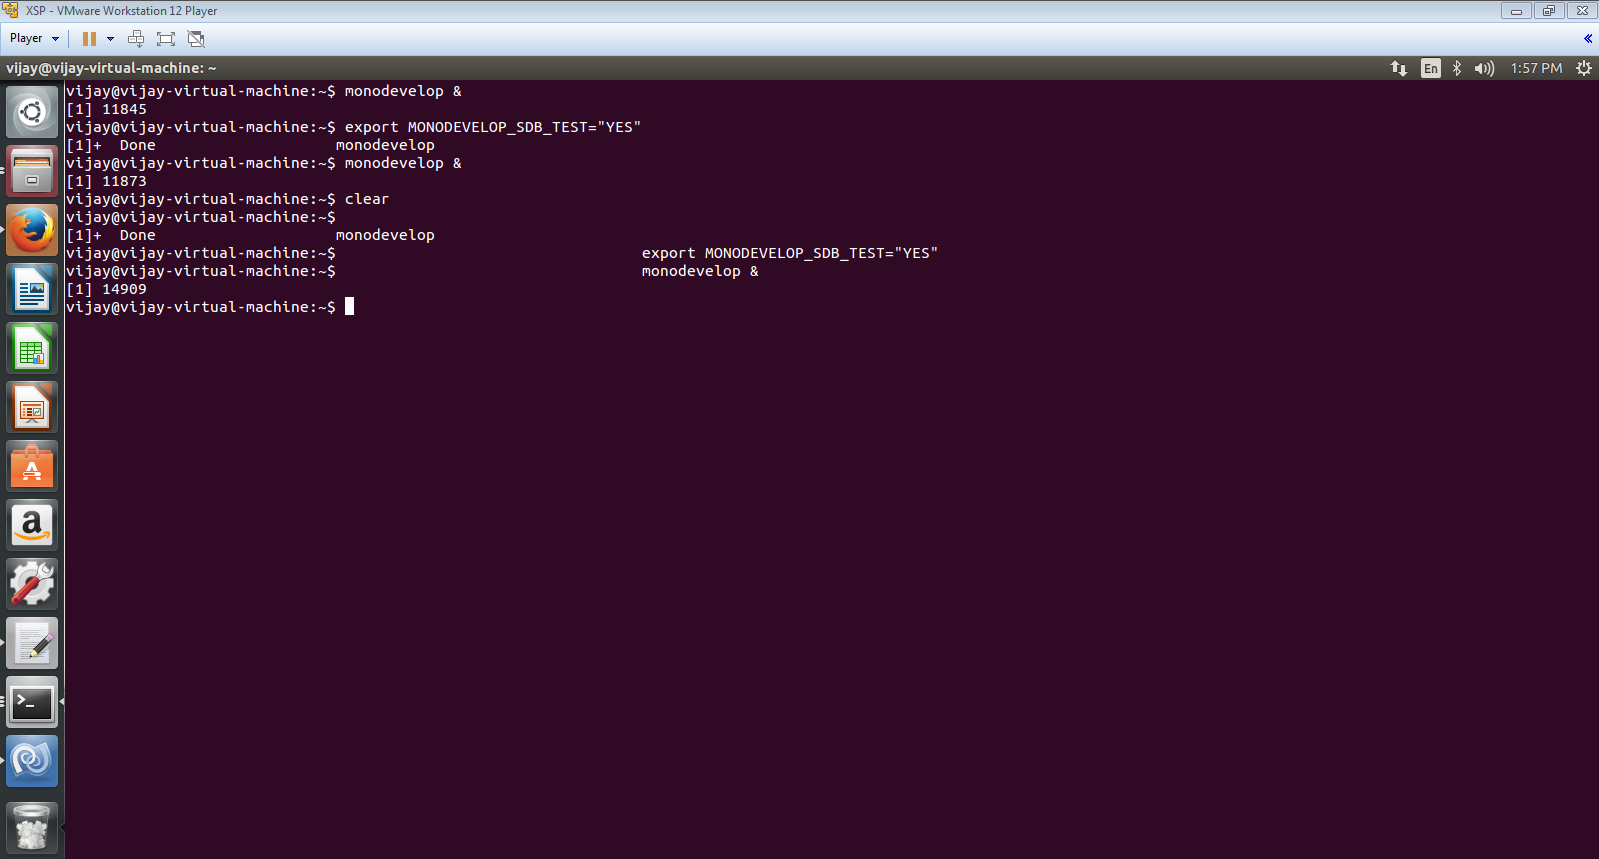 XSP - VMware Workstation 12 Player
Player
vijay@vijay-virtual-machine: ~
En
1:57 PM
vijay@vijay-virtual-machine:~$ monodevelop &
[1] 11845
vijay@vijay-virtual-machine:~$ export MONODEVELOP_SDB_TEST="YES"
[1]+  Done                    monodevelop
vijay@vijay-virtual-machine:~$ monodevelop &
[1] 11873
vijay@vijay-virtual-machine:~$ clear
vijay@vijay-virtual-machine:~$
[1]+  Done                    monodevelop
vijay@vijay-virtual-machine:~$                                  export MONODEVELOP_SDB_TEST="YES"
vijay@vijay-virtual-machine:~$                                  monodevelop &
[1] 14909
vijay@vijay-virtual-machine:~$